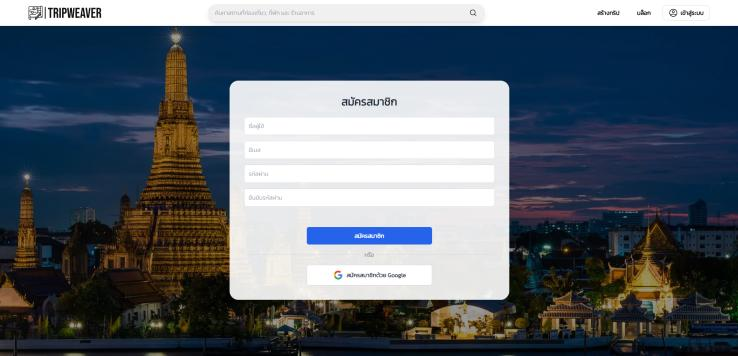 TRIPWEAVER
ค้นหาสถานที่ท่องเที่ยว, ที่พัก และ ร้านอาหาร
สร้างทริป
บล็อก
เข้าสู่ระบบ
สมัครสมาชิก
ชื่อผู้ใช้
อีเมล
รหัสผ่าน
ยืนยันรหัสผ่าน
สมัครสมาชิก
หรือ
สมัครสมาชิกด้วย Google